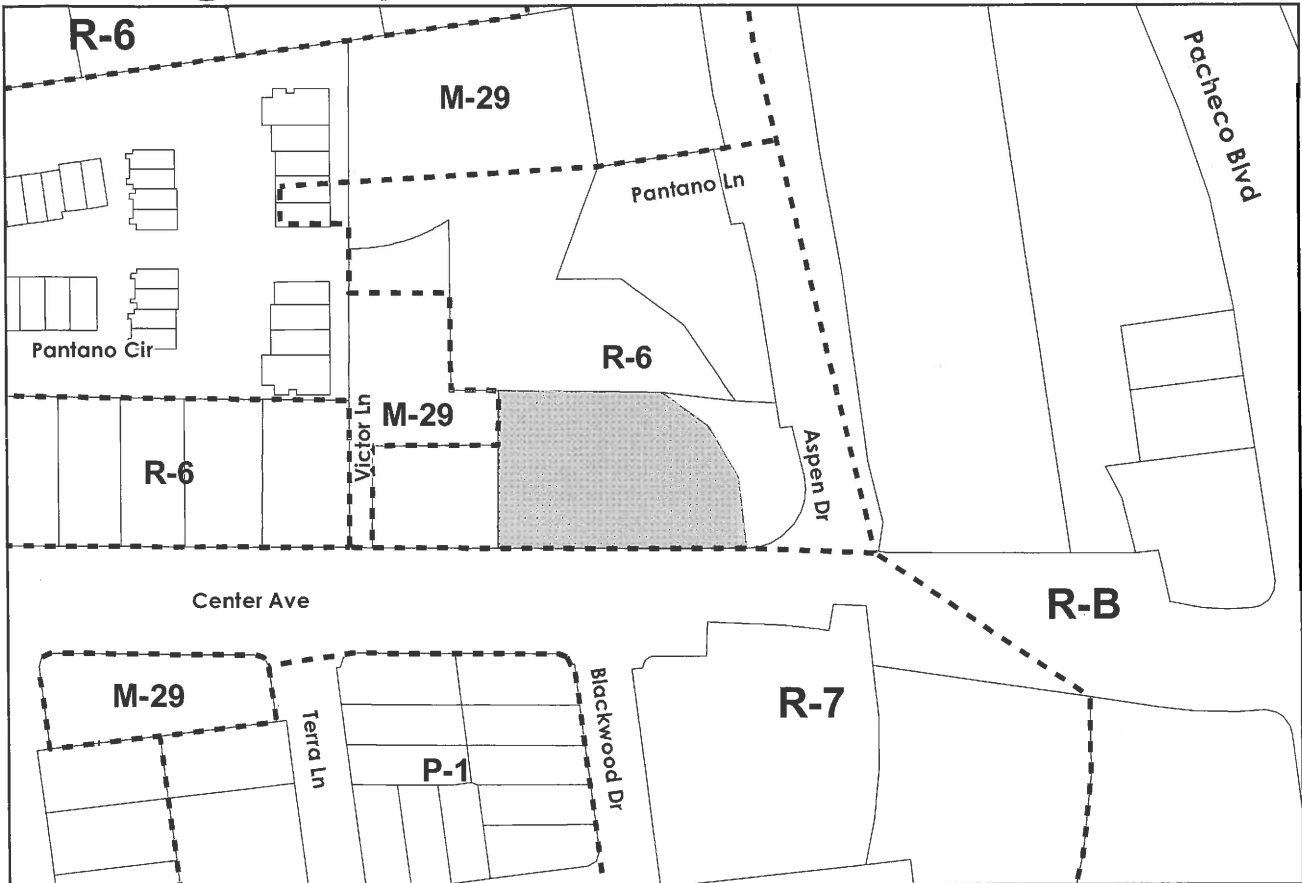 R-6
Pacheco Blvd
M-29
Pantano Ln
Pantano Cir
R-6
M-29
Victor Ln
R-6
Aspen Dr
Center Ave
R-B
M-29
Terra Ln
P-1
Blackwood Dr
R-7